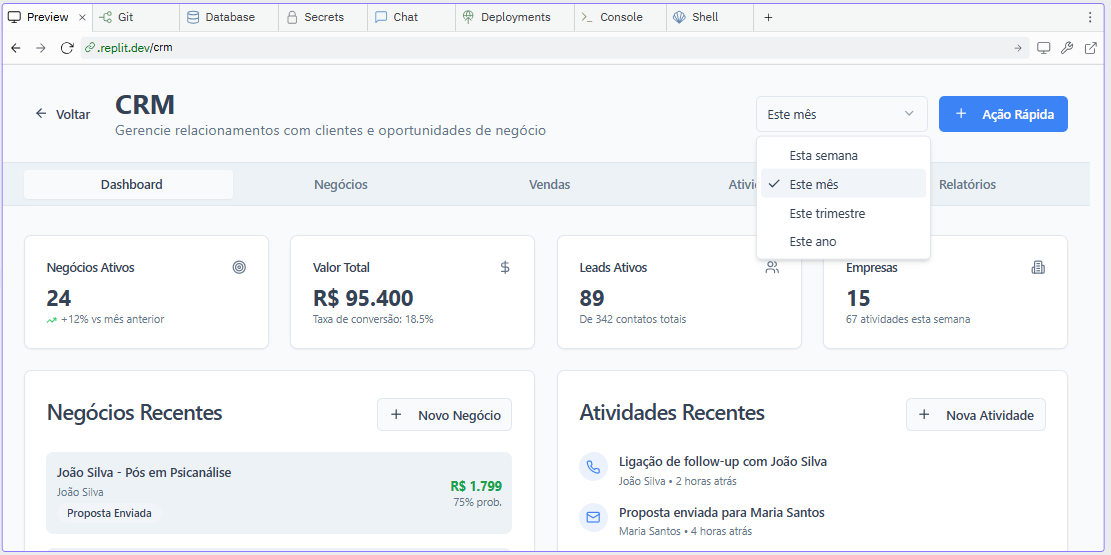 Preview
Git
Database
Secrets
Chat
Deployments
Console
Shell
.replit.dev/crm
Voltar
CRM
Gerencie relacionamentos com clientes e oportunidades de negócio
Este mês
Ação Rápida
Esta semana
Este mês
Este trimestre
Este ano
Dashboard
Negócios
Vendas
Ativi
Relatórios
Negócios Ativos
24
+12% vs mês anterior
Valor Total
R$ 95.400
Taxa de conversão: 18.5%
Leads Ativos
89
De 342 contatos totais
Empresas
15
67 atividades esta semana
Negócios Recentes
Novo Negócio
João Silva - Pós em Psicanálise
João Silva
Proposta Enviada
R$ 1.799
75% prob.
Atividades Recentes
Nova Atividade
Ligação de follow-up com João Silva
João Silva • 2 horas atrás
Proposta enviada para Maria Santos
Maria Santos • 4 horas atrás